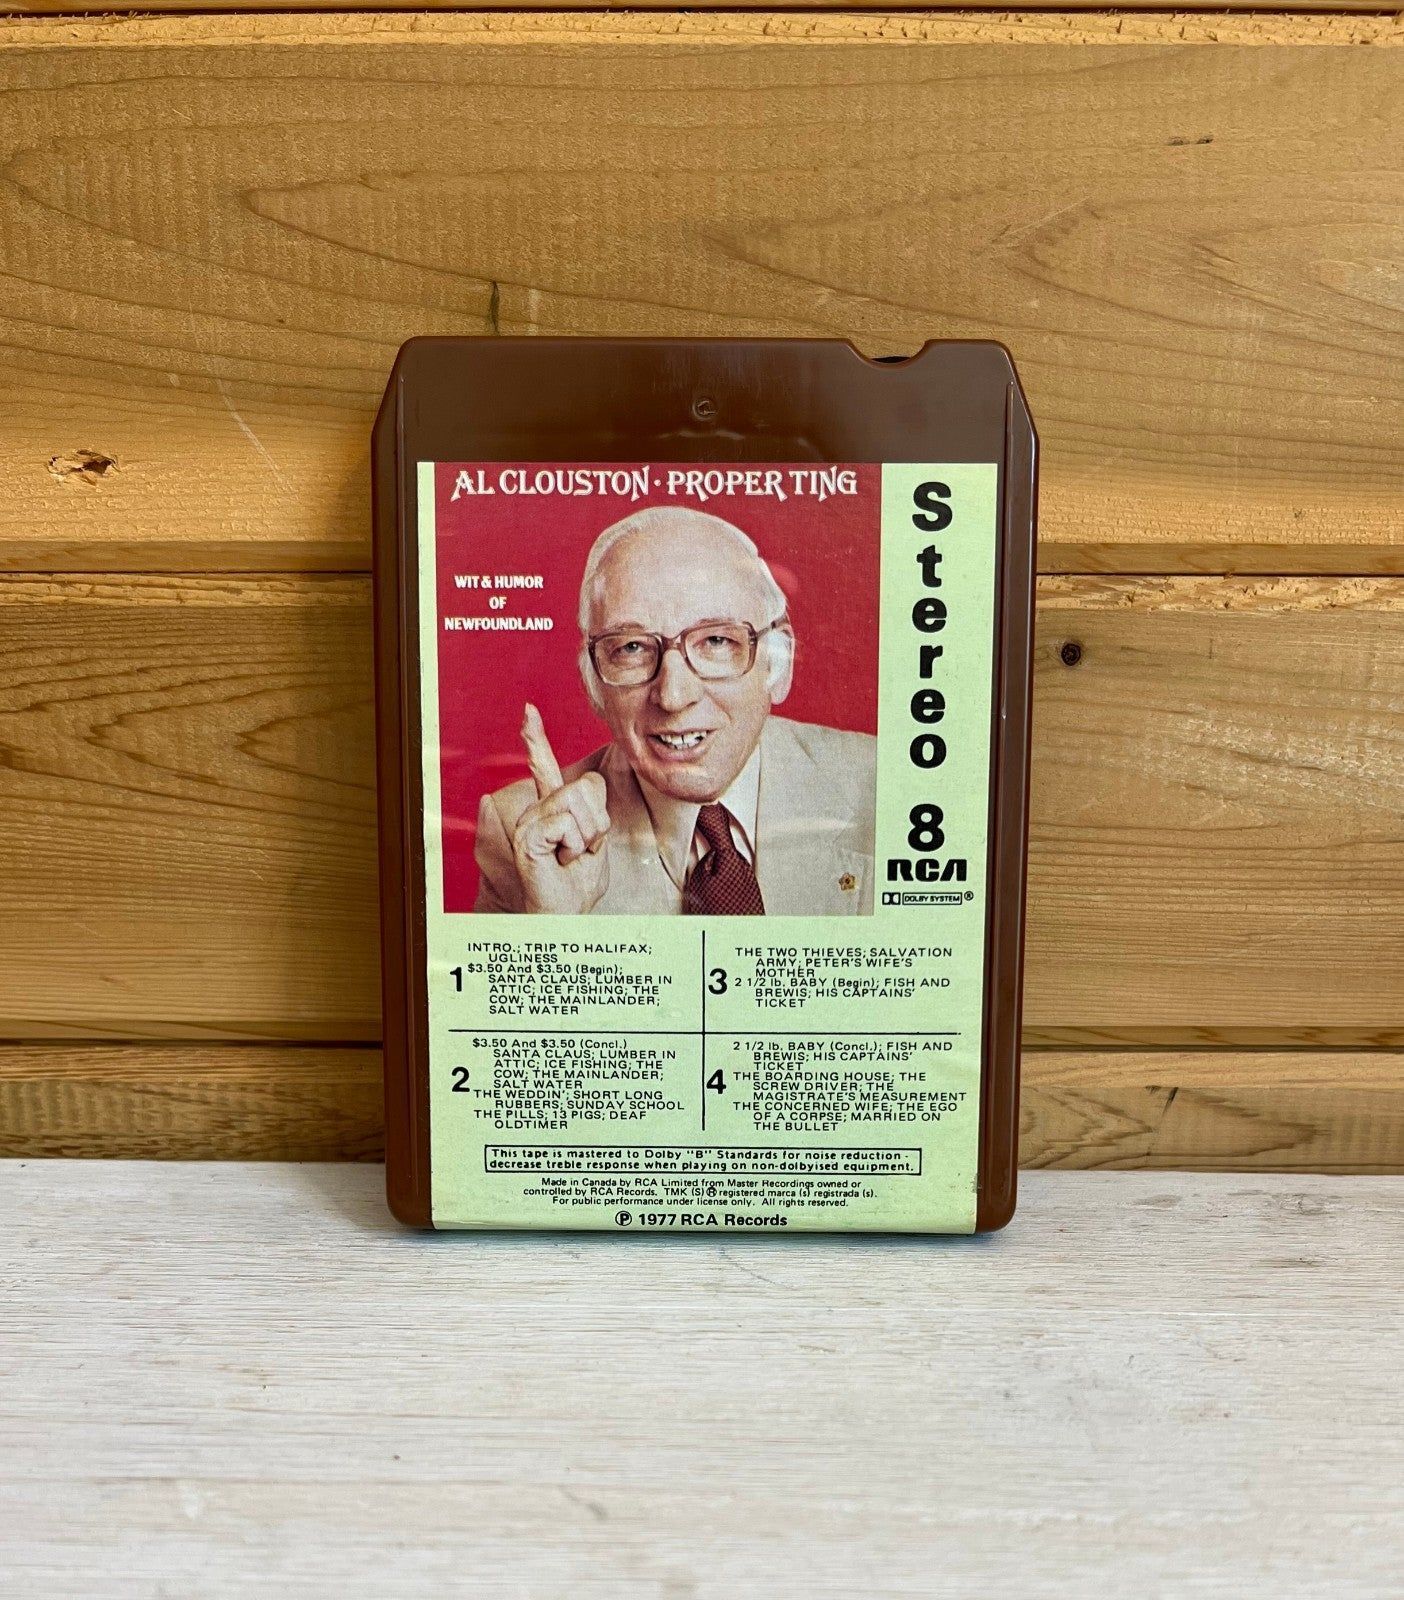 AL CLOUSTON · PROPER TING
WIT & HUMOR
OF
NEWFOUNDLAND
Stereo 8
RCA
DOLBY SYSTEM ®
1
INTRO.; TRIP TO HALIFAX;
UGLINESS
$3.50 And $3.50 (Begin);
SANTA CLAUS; LUMBER IN
ATTIC; ICE FISHING; THE
COW; THE MAINLANDER;
SALT WATER
2
$3.50 And $3.50 (Concl.)
SANTA CLAUS; LUMBER IN
ATTIC; ICE FISHING; THE
COW; THE MAINLANDER;
SALT WATER
THE WEDDIN'; SHORT LONG
RUBBERS; SUNDAY SCHOOL
THE PILLS; 13 PIGS; DEAF
OLDTIMER
3
THE TWO THIEVES; SALVATION
ARMY; PETER'S WIFE'S
MOTHER
2 1/2 lb. BABY (Begin); FISH AND
BREWIS; HIS CAPTAINS'
TICKET
4
2 1/2 lb. BABY (Concl.); FISH AND
BREWIS; HIS CAPTAINS'
TICKET
THE BOARDING HOUSE; THE
SCREW DRIVER; THE
MAGISTRATE'S MEASUREMENT
THE CONCERNED WIFE; THE EGO
OF A CORPSE; MARRIED ON
THE BULLET
This tape is mastered to Dolby "B" Standards for noise reduction -
decrease treble response when playing on non-dolbyised equipment.
Made in Canada by RCA Limited from Master Recordings owned or
controlled by RCA Records. TMK (S) ® registered marca (s) registrada (s).
For public performance under license only. All rights reserved.
℗ 1977 RCA Records